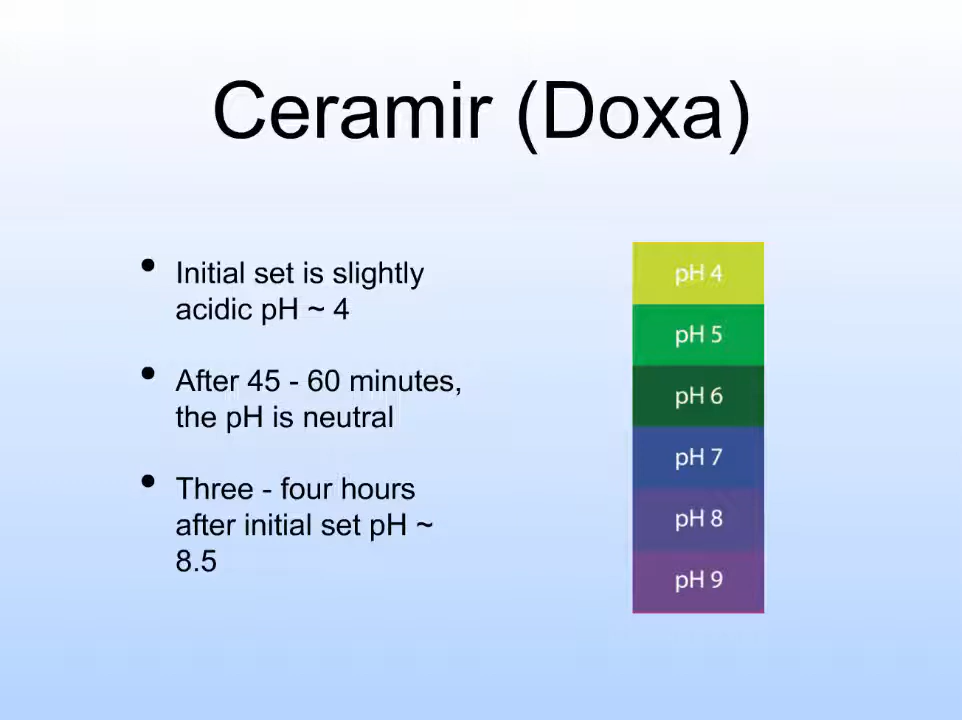 Ceramir (Doxa)
• Initial set is slightly
acidic pH ~ 4
• After 45 - 60 minutes,
the pH is neutral
• Three - four hours
after initial set pH ~
8.5
pH 4
pH 5
pH 6
pH 7
pH 8
pH 9